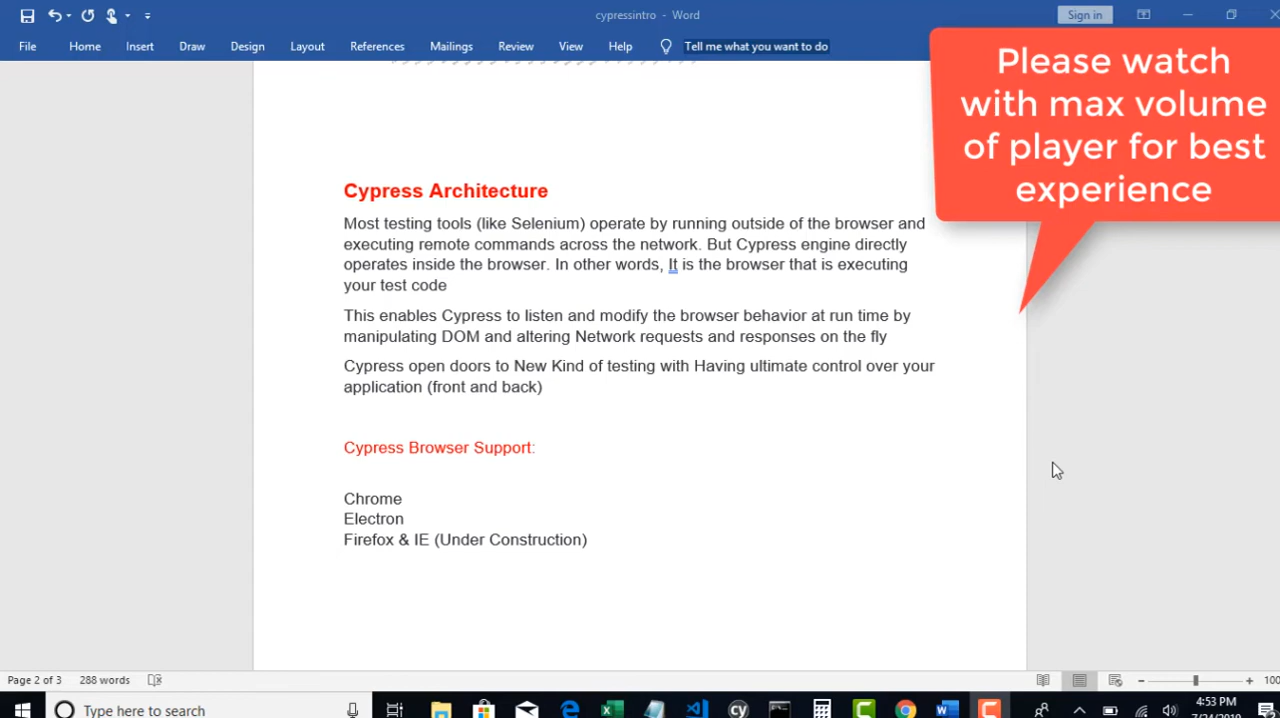 cypressintro - Word
Sign in
File Home Insert Draw Design Layout References Mailings Review View Help Tell me what you want to do
Please watch
with max volume
of player for best
experience
Cypress Architecture
Most testing tools (like Selenium) operate by running outside of the browser and
executing remote commands across the network. But Cypress engine directly
operates inside the browser. In other words, It is the browser that is executing
your test code
This enables Cypress to listen and modify the browser behavior at run time by
manipulating DOM and altering Network requests and responses on the fly
Cypress open doors to New Kind of testing with Having ultimate control over your
application (front and back)
Cypress Browser Support:
Chrome
Electron
Firefox & IE (Under Construction)
Page 2 of 3 288 words
100
Type here to search
cy
4:53 PM